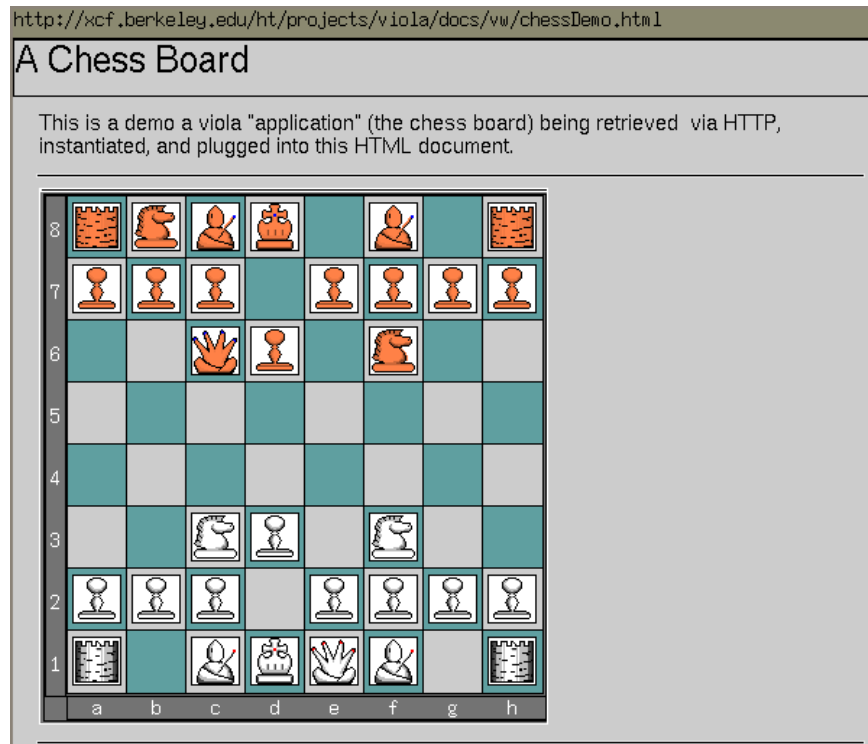 http://xcf.berkeley.edu/ht/projects/viola/docs/vw/chessDemo.html
A Chess Board
This is a demo a viola "application" (the chess board) being retrieved via HTTP,
instantiated, and plugged into this HTML document.
8
7
6
5
4
3
2
1
a b c d e f g h